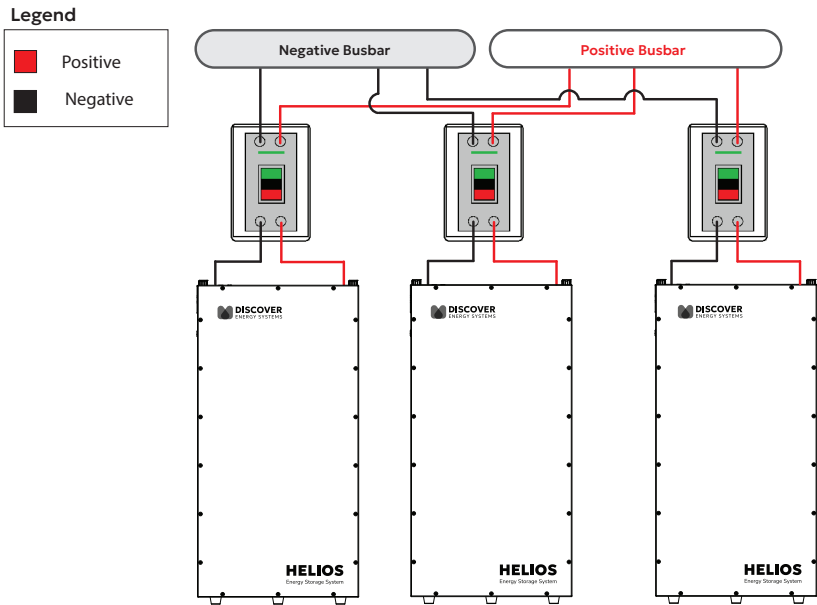 Legend
Positive
Negative
Negative Busbar
Positive Busbar
DISCOVER
ENERGY SYSTEMS
DISCOVER
ENERGY SYSTEMS
DISCOVER
ENERGY SYSTEMS
HELIOS
Energy Storage System
HELIOS
Energy Storage System
HELIOS
Energy Storage System